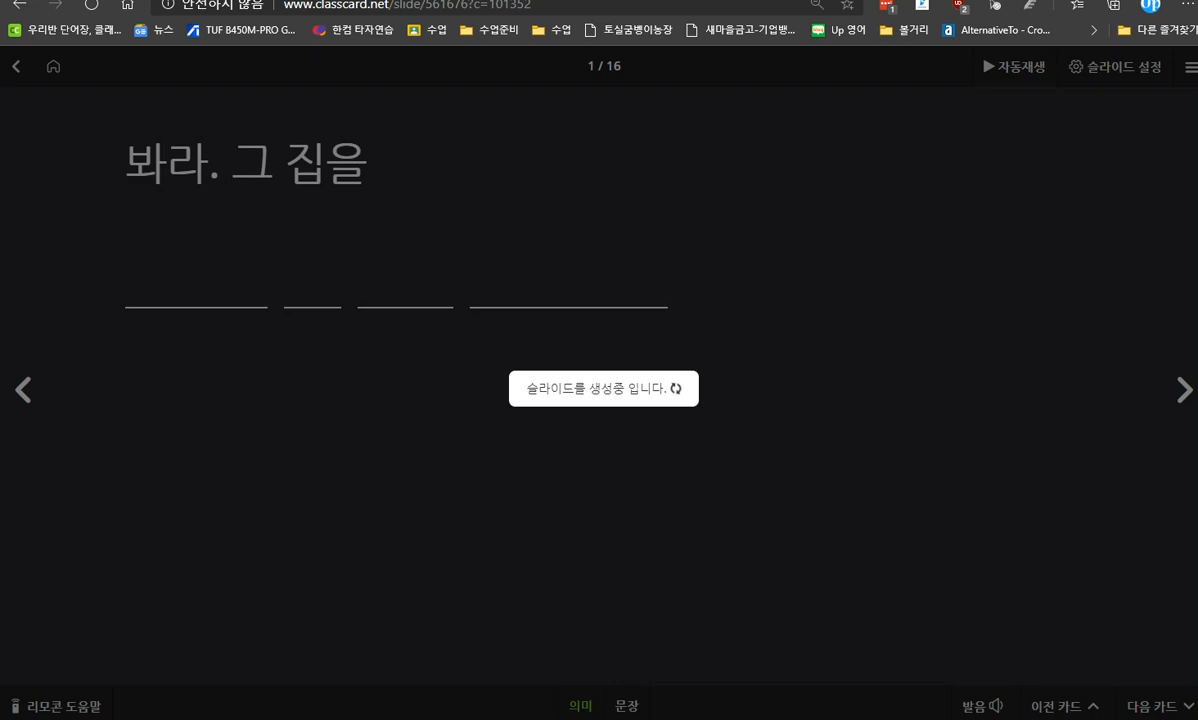 안전하지 않음 www.classcard.net/slide/561676?c=101352
우리반 단어장, 클래... 뉴스 TUF B450M-PRO G... 한컴 타자연습 수업 수업준비 수업 토실굼벵이농장 새마을금고-기업뱅... Up 영어 볼거리 AlternativeTo - Cro... 다른 즐겨찾기
1 / 16 자동재생 슬라이드 설정
봐라. 그 집을
슬라이드를 생성중 입니다.
리모콘 도움말 의미 문장 발음 이전 카드 다음 카드